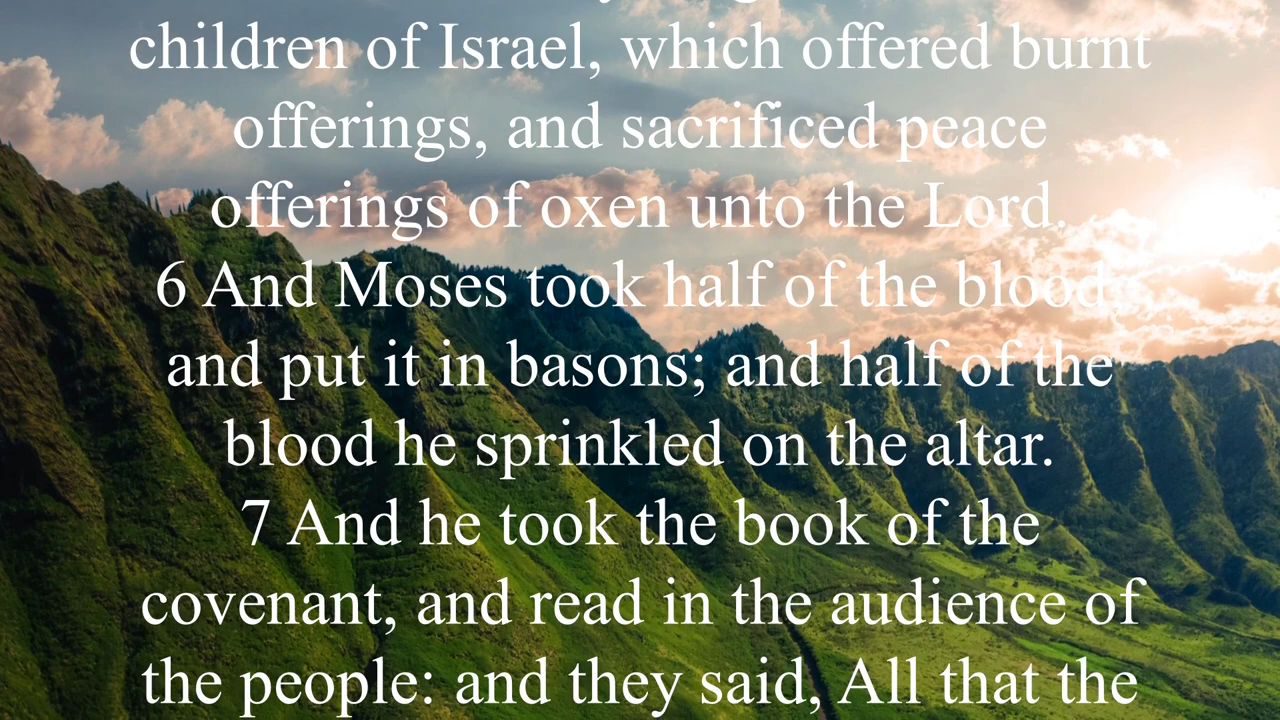 children of Israel, which offered burnt
offerings, and sacrificed peace
offerings of oxen unto the Lord.
6 And Moses took half of the blood,
and put it in basons; and half of the
blood he sprinkled on the altar.
7 And he took the book of the
covenant, and read in the audience of
the people: and they said, All that the